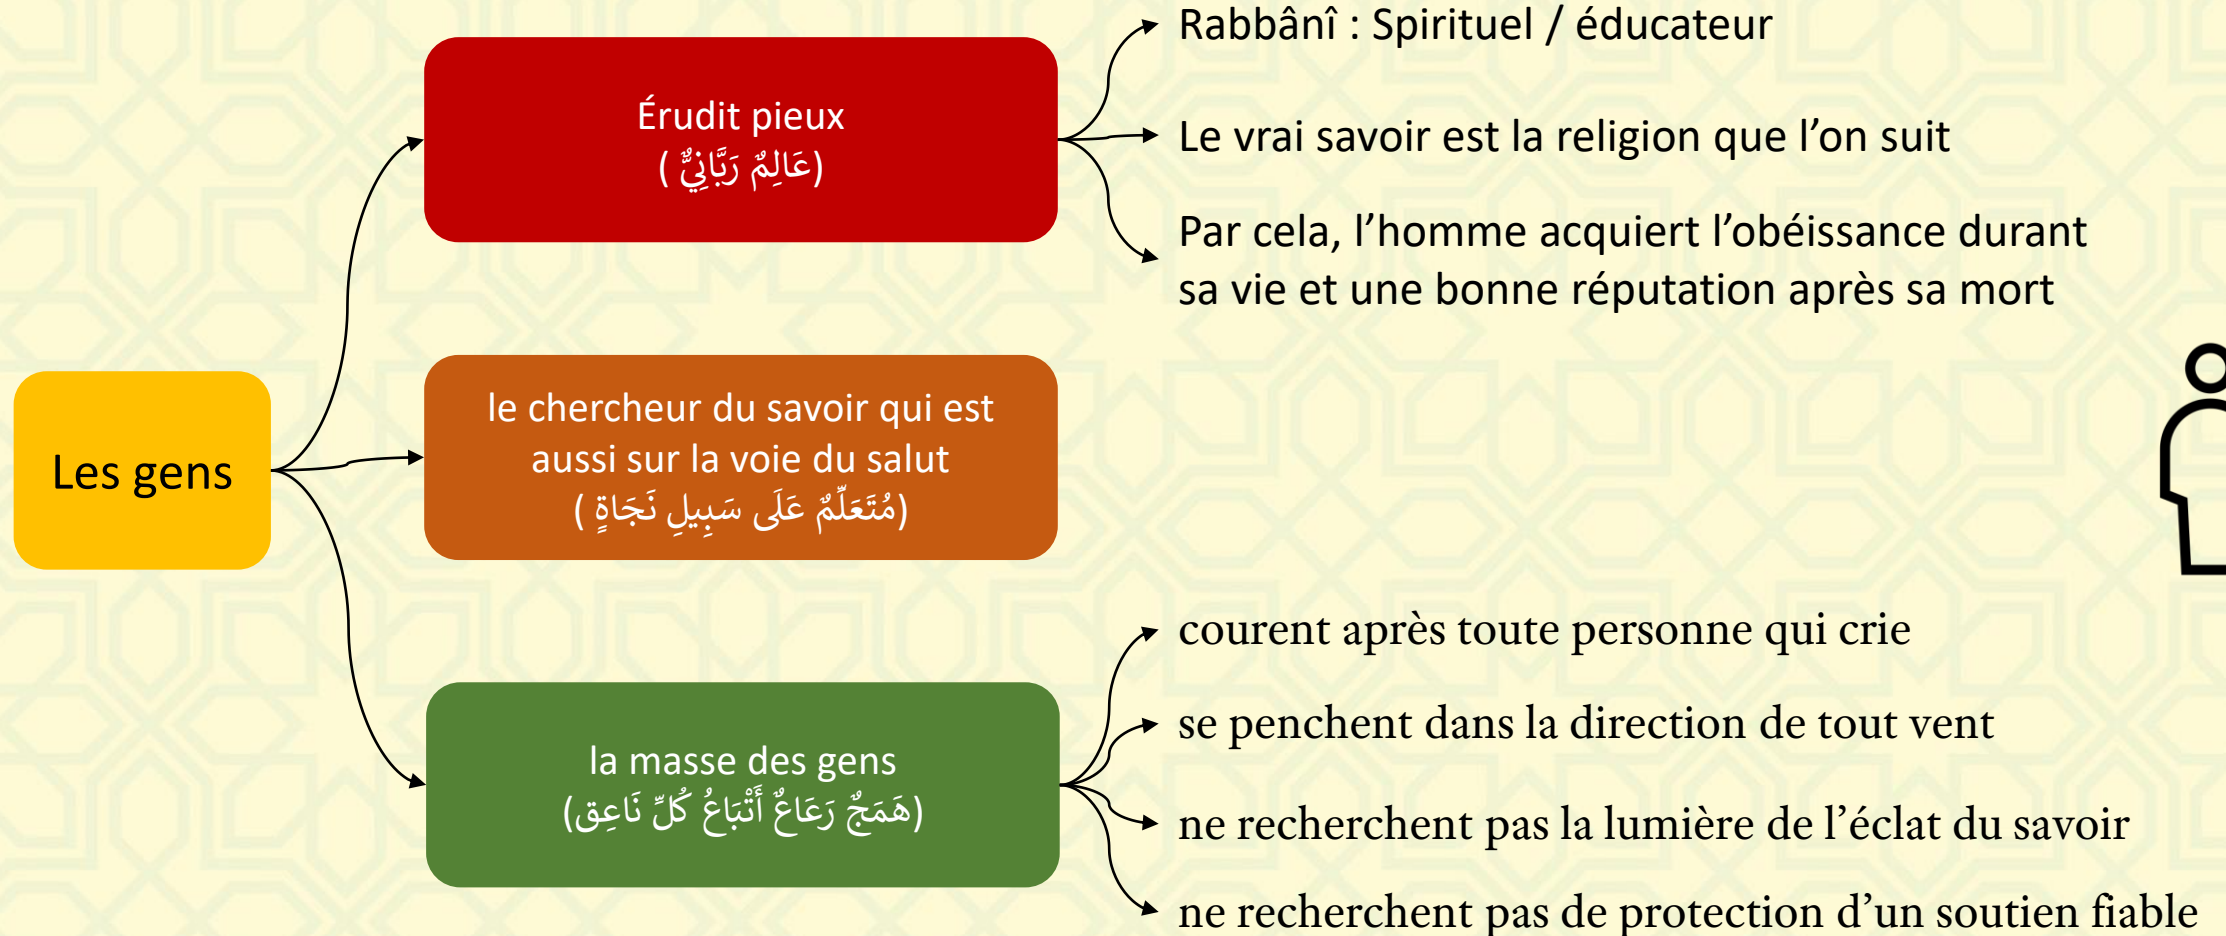 Les gens
Érudit pieux
(عَالِمٌ رَبَّانِيٌّ )
Rabbânî : Spirituel / éducateur
Le vrai savoir est la religion que l’on suit
Par cela, l’homme acquiert l’obéissance durant
sa vie et une bonne réputation après sa mort
le chercheur du savoir qui est
aussi sur la voie du salut
(مُتَعَلِّمٌ عَلَى سَبِيلِ نَجَاةٍ )
la masse des gens
(هَمَجٌ رَعَاعٌ أَتْبَاعُ كُلِّ نَاعِق)
courent après toute personne qui crie
se penchent dans la direction de tout vent
ne recherchent pas la lumière de l’éclat du savoir
ne recherchent pas de protection d’un soutien fiable